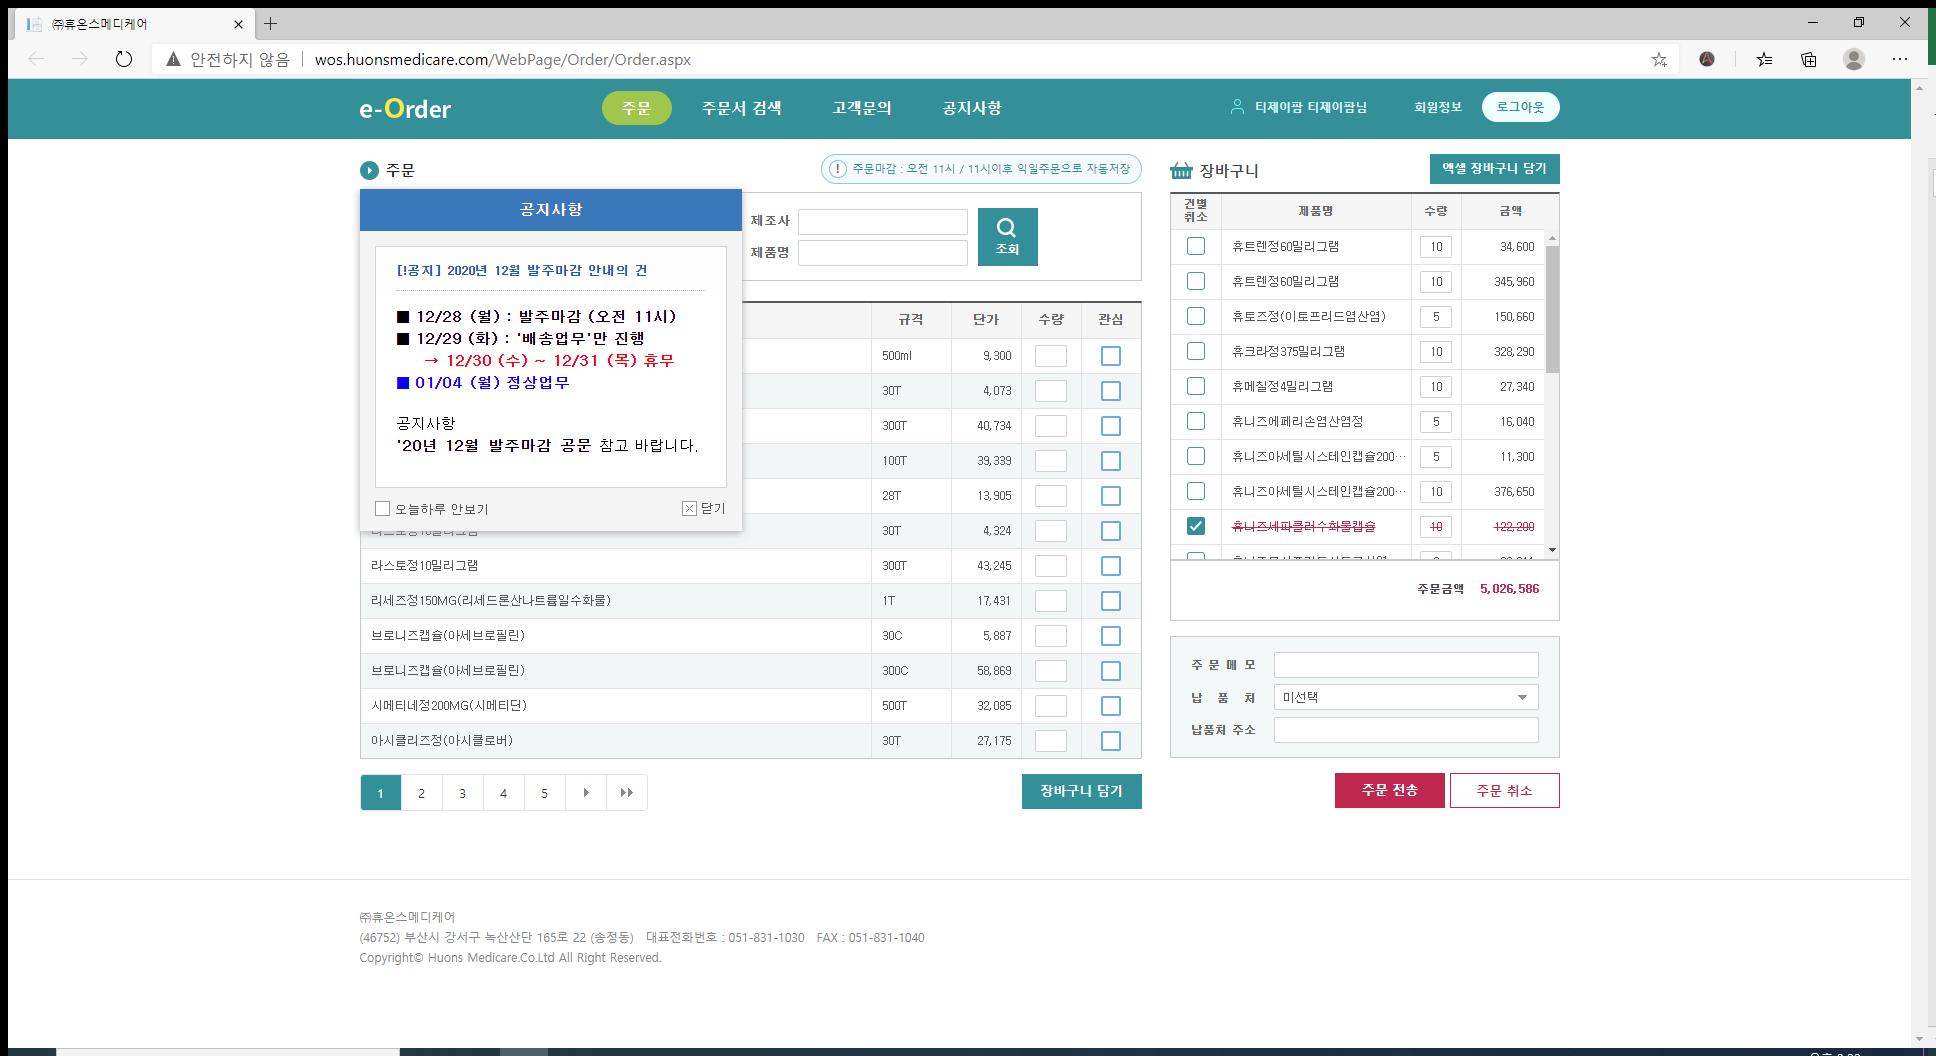 ㈜휴온스메디케어
안전하지 않음
wos.huonsmedicare.com/WebPage/Order/Order.aspx
e-Order
주문
주문서 검색
고객문의
공지사항
티제이팜 티제이팜님
회원정보
로그아웃
주문
주문마감 : 오전 11시 / 11시이후 익일주문으로 자동저장
제조사
제품명
조회
공지사항
[!공지] 2020년 12월 발주마감 안내의 건
■ 12/28 (월) : 발주마감 (오전 11시)
■ 12/29 (화) : '배송업무'만 진행
→ 12/30 (수) ~ 12/31 (목) 휴무
■ 01/04 (월) 정상업무
공지사항
'20년 12월 발주마감 공문 참고 바랍니다.
오늘하루 안보기
닫기
규격 단가 수량 관심
500ml 9,300
30T 4,073
300T 40,734
100T 39,339
28T 13,905
30T 4,324
라스토정10밀리그램 300T 43,245
리세즈정150MG(리세드론산나트륨일수화물) 1T 17,431
브로니즈캡슐(아세브로필린) 30C 5,887
브로니즈캡슐(아세브로필린) 300C 58,869
시메티네정200MG(시메티딘) 500T 32,085
아시클리즈정(아시클로버) 30T 27,175
1 2 3 4 5
장바구니 담기
장바구니
엑셀 장바구니 담기
건별 취소 제품명 수량 금액
휴트렌정60밀리그램 10 34,600
휴트렌정60밀리그램 10 345,960
휴토즈정(이토프리드염산염) 5 150,660
휴크라정375밀리그램 10 328,290
휴메칠정4밀리그램 10 27,340
휴니즈에페리손염산염정 5 16,040
휴니즈아세틸시스테인캡슐200··· 5 11,300
휴니즈아세틸시스테인캡슐200··· 10 376,650
휴니즈세파클러수화물캡슐 10 122,200
주문금액 5,026,586
주 문 메 모
납 품 처 미선택
납품처 주소
주문 전송
주문 취소
㈜휴온스메디케어
(46752) 부산시 강서구 녹산산단 165로 22 (송정동) 대표전화번호 : 051-831-1030 FAX : 051-831-1040
Copyright© Huons Medicare.Co.Ltd All Right Reserved.